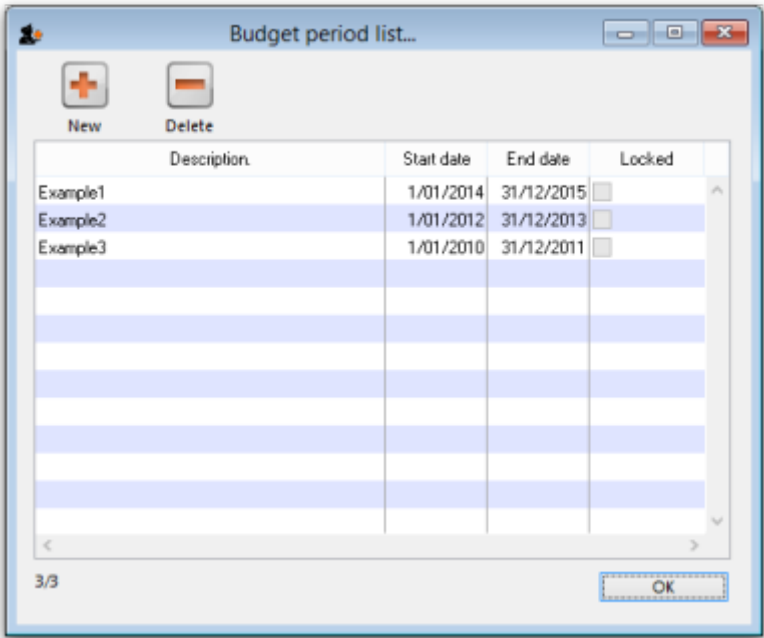 Budget period list...
New Delete
Description. Start date End date Locked
Example1 1/01/2014 31/12/2015
Example2 1/01/2012 31/12/2013
Example3 1/01/2010 31/12/2011
3/3 OK